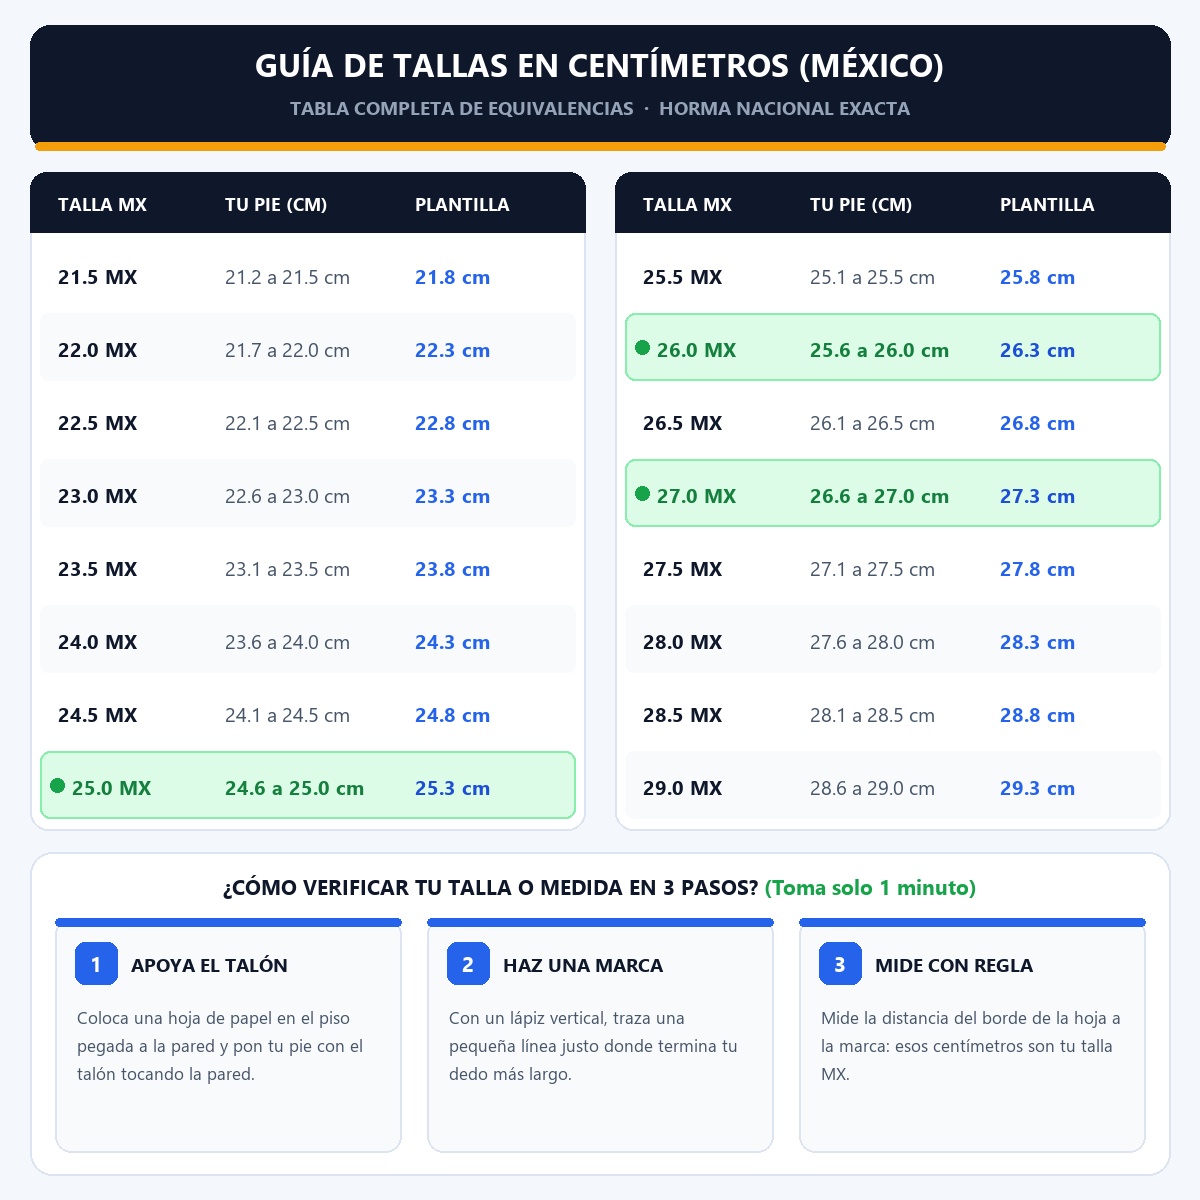 GUÍA DE TALLAS EN CENTÍMETROS (MÉXICO)
TABLA COMPLETA DE EQUIVALENCIAS · HORMA NACIONAL EXACTA
TALLA MX TU PIE (CM) PLANTILLA
21.5 MX 21.2 a 21.5 cm 21.8 cm
22.0 MX 21.7 a 22.0 cm 22.3 cm
22.5 MX 22.1 a 22.5 cm 22.8 cm
23.0 MX 22.6 a 23.0 cm 23.3 cm
23.5 MX 23.1 a 23.5 cm 23.8 cm
24.0 MX 23.6 a 24.0 cm 24.3 cm
24.5 MX 24.1 a 24.5 cm 24.8 cm
25.0 MX 24.6 a 25.0 cm 25.3 cm
TALLA MX TU PIE (CM) PLANTILLA
25.5 MX 25.1 a 25.5 cm 25.8 cm
26.0 MX 25.6 a 26.0 cm 26.3 cm
26.5 MX 26.1 a 26.5 cm 26.8 cm
27.0 MX 26.6 a 27.0 cm 27.3 cm
27.5 MX 27.1 a 27.5 cm 27.8 cm
28.0 MX 27.6 a 28.0 cm 28.3 cm
28.5 MX 28.1 a 28.5 cm 28.8 cm
29.0 MX 28.6 a 29.0 cm 29.3 cm
¿CÓMO VERIFICAR TU TALLA O MEDIDA EN 3 PASOS? (Toma solo 1 minuto)
1 APOYA EL TALÓN
Coloca una hoja de papel en el piso
pegada a la pared y pon tu pie con el
talón tocando la pared.
2 HAZ UNA MARCA
Con un lápiz vertical, traza una
pequeña línea justo donde termina tu
dedo más largo.
3 MIDE CON REGLA
Mide la distancia del borde de la hoja a
la marca: esos centímetros son tu talla
MX.